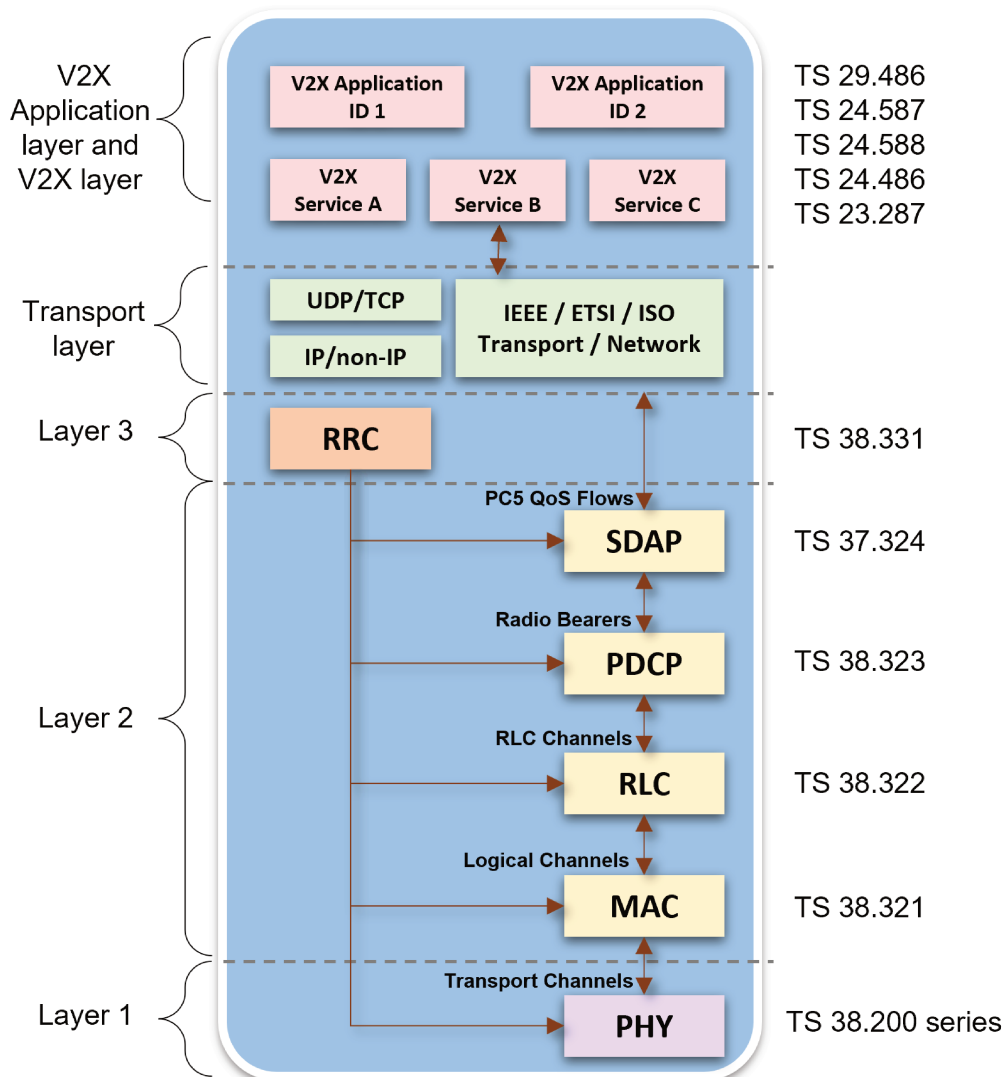 V2X
Application
layer and
V2X layer
V2X Application
ID 1
V2X Application
ID 2
V2X
Service A
V2X
Service B
V2X
Service C
TS 29.486
TS 24.587
TS 24.588
TS 24.486
TS 23.287
Transport
layer
UDP/TCP
IP/non-IP
IEEE / ETSI / ISO
Transport / Network
Layer 3
RRC
TS 38.331
PC5 QoS Flows
SDAP
TS 37.324
Radio Bearers
PDCP
TS 38.323
Layer 2
RLC Channels
RLC
TS 38.322
Logical Channels
MAC
TS 38.321
Layer 1
Transport Channels
PHY
TS 38.200 series